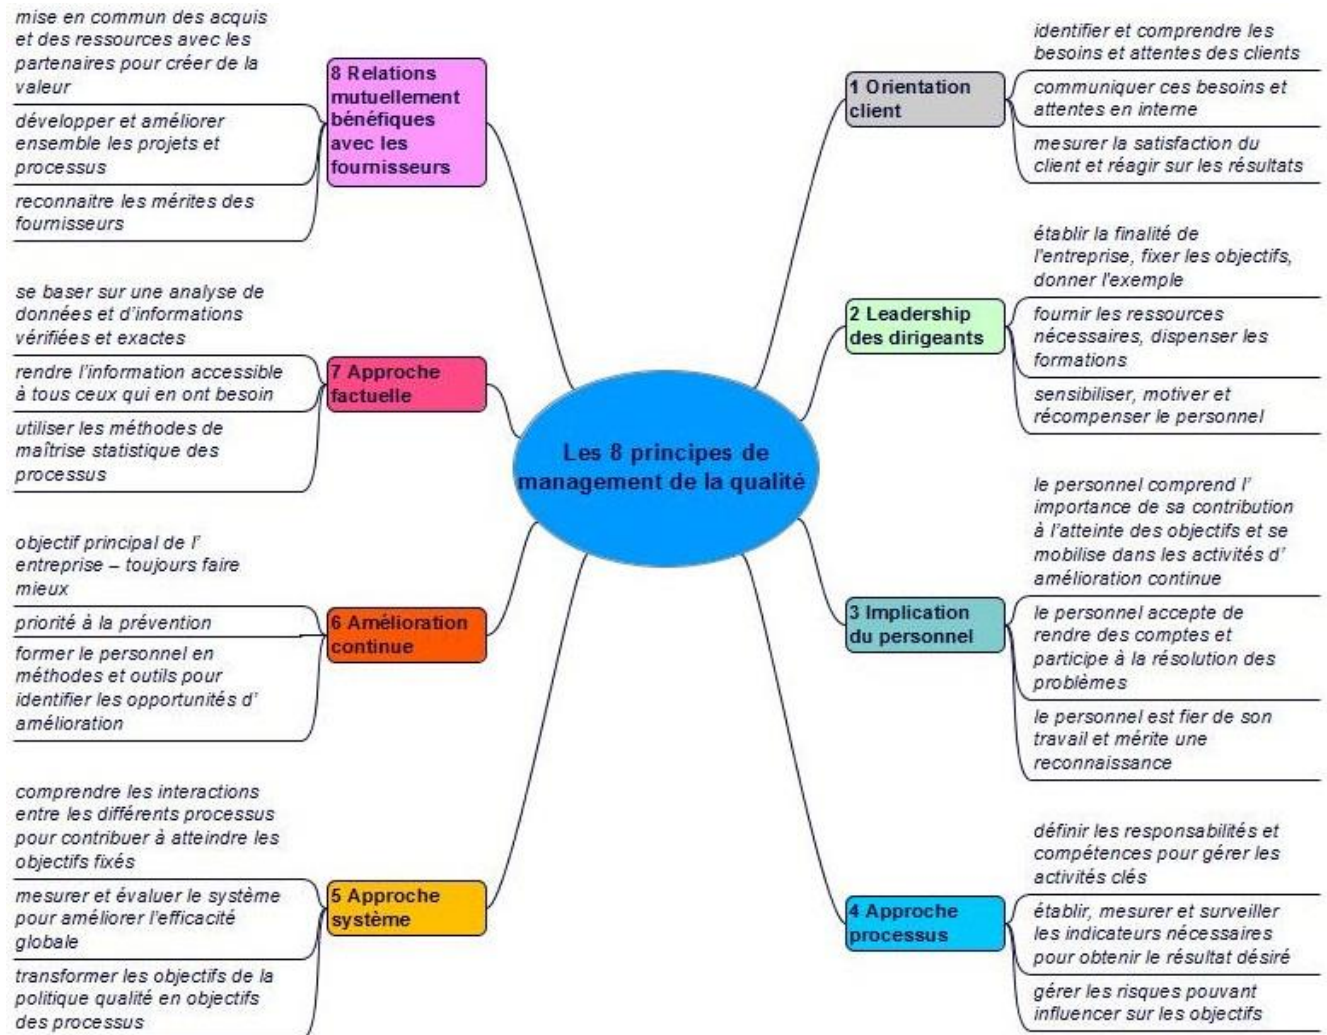 Les 8 principes de
management de la qualité
1 Orientation
client
identifier et comprendre les
besoins et attentes des clients
communiquer ces besoins et
attentes en interne
mesurer la satisfaction du
client et réagir sur les résultats
2 Leadership
des dirigeants
établir la finalité de
l'entreprise, fixer les objectifs,
donner l'exemple
fournir les ressources
nécessaires, dispenser les
formations
sensibiliser, motiver et
récompenser le personnel
3 Implication
du personnel
le personnel comprend l’
importance de sa contribution
à l’atteinte des objectifs et se
mobilise dans les activités d’
amélioration continue
le personnel accepte de
rendre des comptes et
participe à la résolution des
problèmes
le personnel est fier de son
travail et mérite une
reconnaissance
4 Approche
processus
définir les responsabilités et
compétences pour gérer les
activités clés
établir, mesurer et surveiller
les indicateurs nécessaires
pour obtenir le résultat désiré
gérer les risques pouvant
influencer sur les objectifs
5 Approche
système
comprendre les interactions
entre les différents processus
pour contribuer à atteindre les
objectifs fixés
mesurer et évaluer le système
pour améliorer l’efficacité
globale
transformer les objectifs de la
politique qualité en objectifs
des processus
6 Amélioration
continue
objectif principal de l’
entreprise – toujours faire
mieux
priorité à la prévention
former le personnel en
méthodes et outils pour
identifier les opportunités d’
amélioration
7 Approche
factuelle
se baser sur une analyse de
données et d’informations
vérifiées et exactes
rendre l’information accessible
à tous ceux qui en ont besoin
utiliser les méthodes de
maîtrise statistique des
processus
8 Relations
mutuellement
bénéfiques
avec les
fournisseurs
mise en commun des acquis
et des ressources avec les
partenaires pour créer de la
valeur
développer et améliorer
ensemble les projets et
processus
reconnaitre les mérites des
fournisseurs